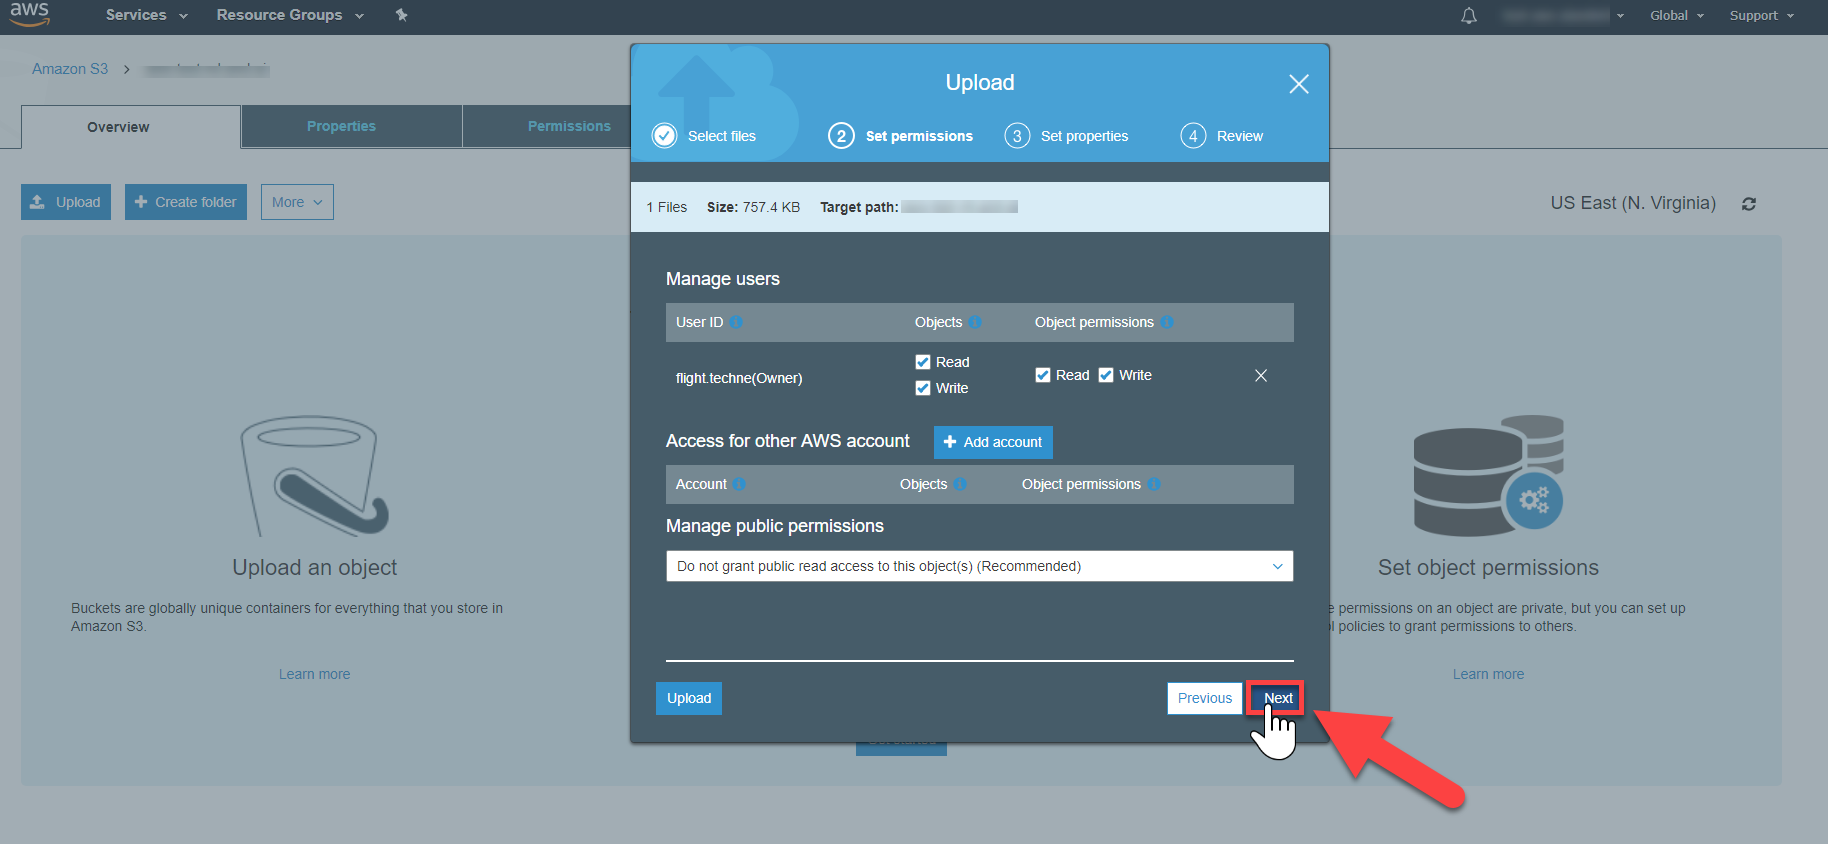 aws Services Resource Groups Global Support
Amazon S3
Overview Properties Permissions
Upload Create folder More
US East (N. Virginia)
Upload
Select files 2 Set permissions 3 Set properties 4 Review
1 Files Size: 757.4 KB Target path:
Manage users
User ID Objects Object permissions
flight.techne(Owner)
Read
Write
Read Write
Access for other AWS account Add account
Account Objects Object permissions
Manage public permissions
Do not grant public read access to this object(s) (Recommended)
Upload Previous Next
Upload an object
Buckets are globally unique containers for everything that you store in
Amazon S3.
Learn more
Set object permissions
permissions on an object are private, but you can set up
policies to grant permissions to others.
Learn more